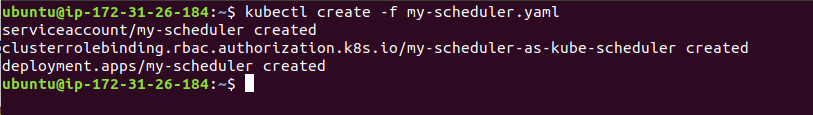 ubuntu@ip-172-31-26-184:~$ kubectl create -f my-scheduler.yaml
serviceaccount/my-scheduler created
clusterrolebinding.rbac.authorization.k8s.io/my-scheduler-as-kube-scheduler created
deployment.apps/my-scheduler created
ubuntu@ip-172-31-26-184:~$